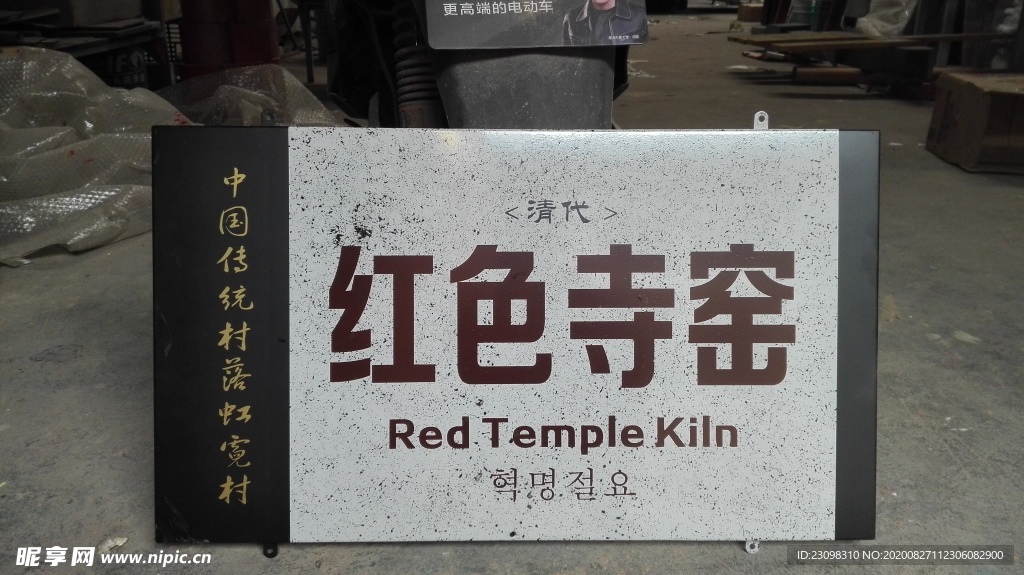 更高端的电动车
中国传统村落虹霓村
<清代>
红色寺窑
Red Temple Kiln
혁명절요
昵享网 www.nipic.cn
ID:23098310 NO:20200827112306082900